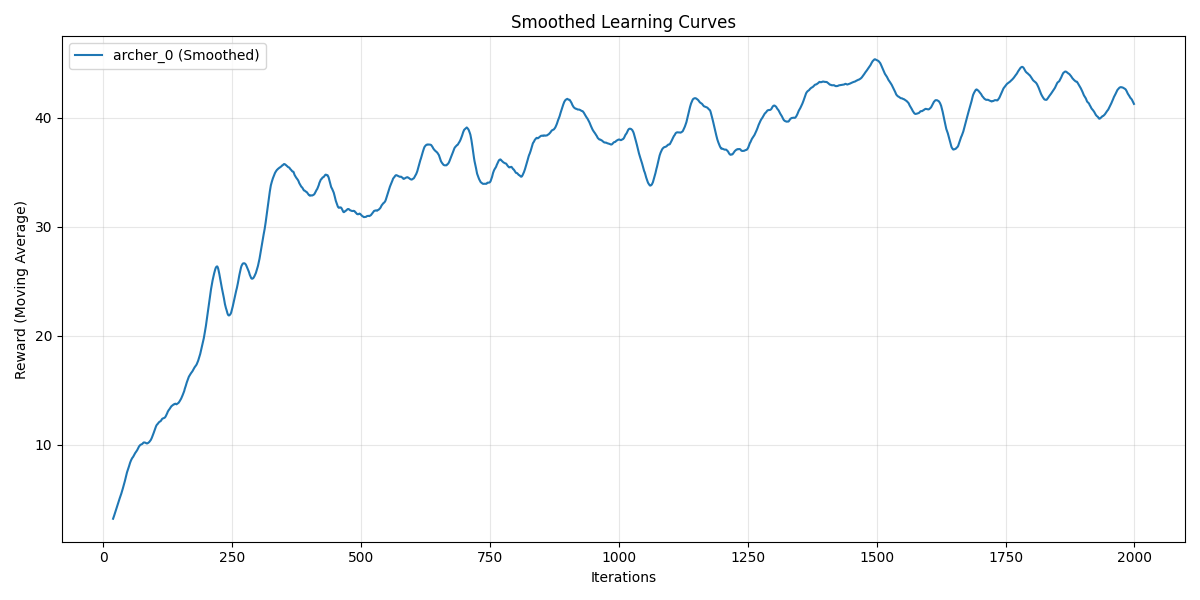 Smoothed Learning Curves
archer_0 (Smoothed)
Reward (Moving Average)
40
30
20
10
0 250 500 750 1000 1250 1500 1750 2000
Iterations